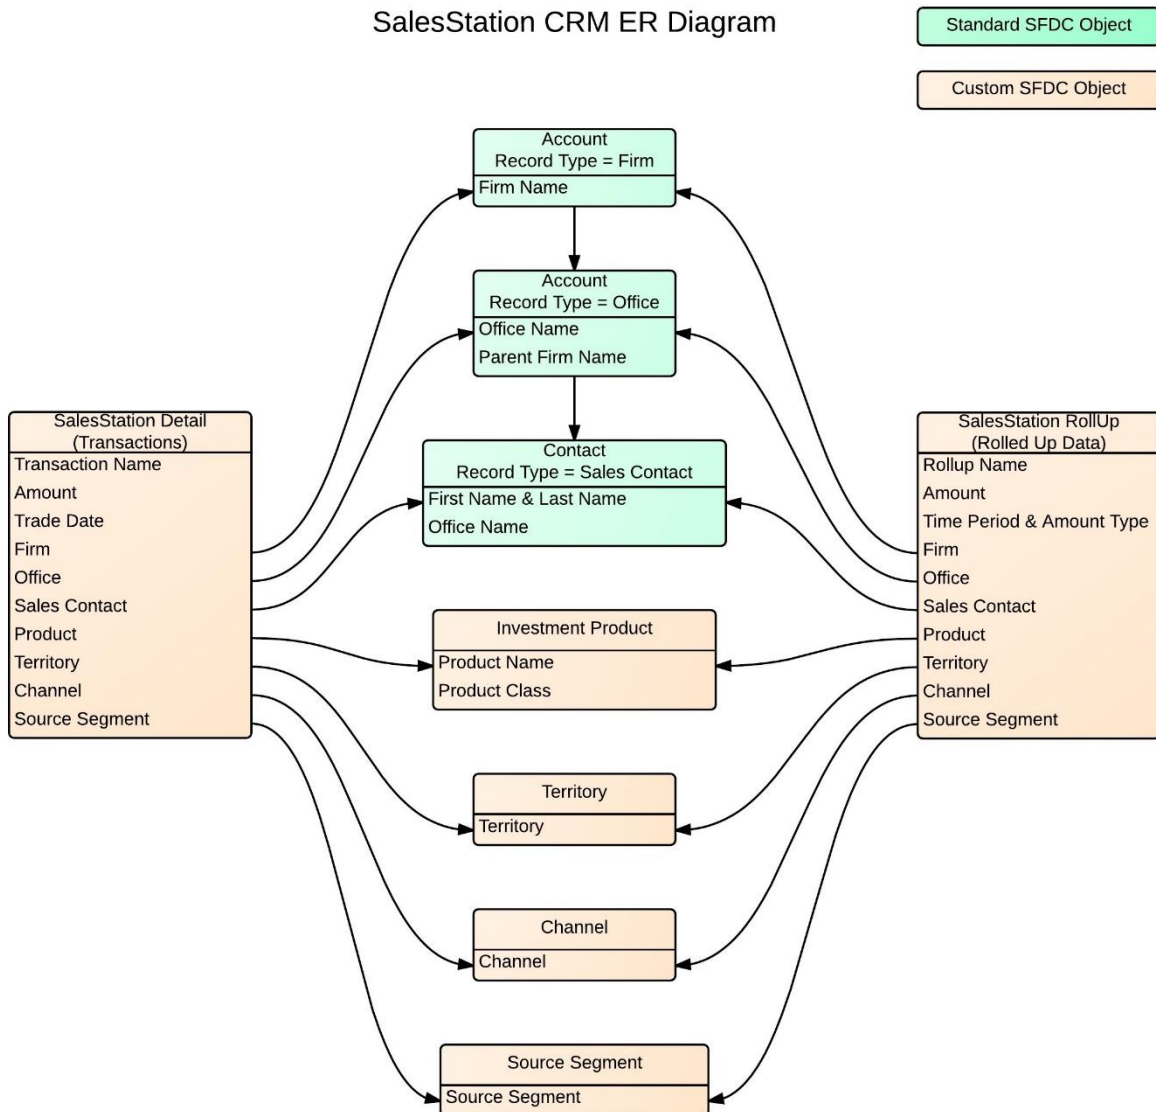 SalesStation CRM ER Diagram
Standard SFDC Object
Custom SFDC Object
Account
Record Type = Firm
Firm Name
Account
Record Type = Office
Office Name
Parent Firm Name
Contact
Record Type = Sales Contact
First Name & Last Name
Office Name
SalesStation Detail
(Transactions)
Transaction Name
Amount
Trade Date
Firm
Office
Sales Contact
Product
Territory
Channel
Source Segment
SalesStation RollUp
(Rolled Up Data)
Rollup Name
Amount
Time Period & Amount Type
Firm
Office
Sales Contact
Product
Territory
Channel
Source Segment
Investment Product
Product Name
Product Class
Territory
Territory
Channel
Channel
Source Segment
Source Segment